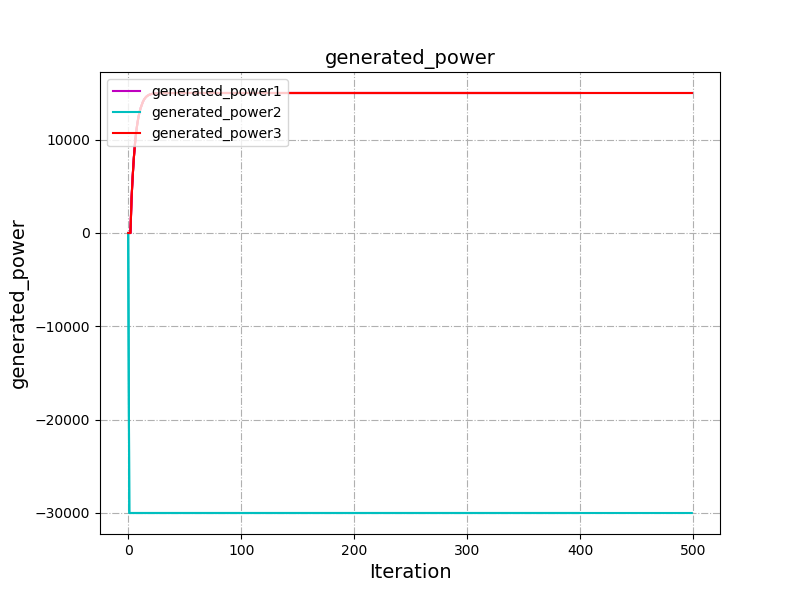 generated_power
generated_power1
generated_power2
generated_power3
10000
0
−10000
−20000
−30000
generated_power
0 100 200 300 400 500
Iteration